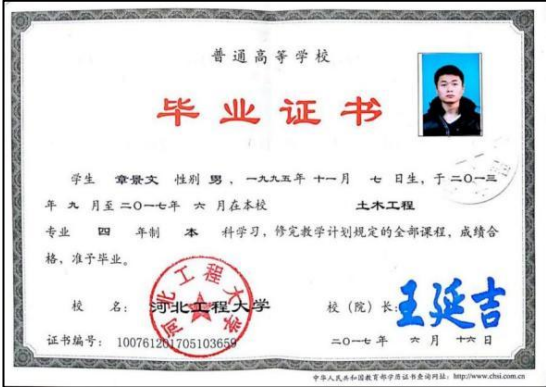 普通高等学校
毕业证书
学生 章景文 性别 男 ，一九九五年 十一月 七 日生，于 二〇一三
年 九 月至 二〇一七年 六 月在本校 土木工程
专业 四 年制 本 科学习，修完教学计划规定的全部课程，成绩合
格，准予毕业。
校 名： 河北工程大学 校（院）长： 王延吉
河北工程大学
证书编号： 100761201705103659 二〇一七年 六 月 十六日
中华人民共和国教育部学历证书查询网址：http://www.chsi.com.cn